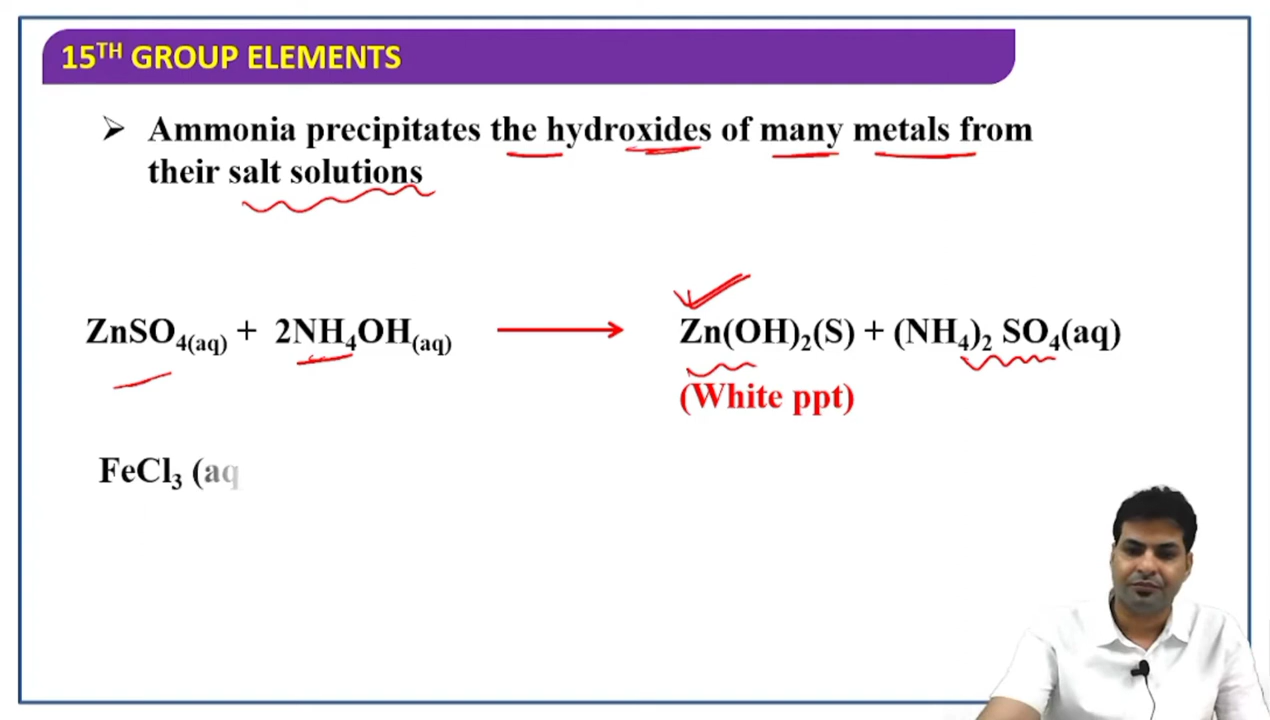 15TH GROUP ELEMENTS
➢ Ammonia precipitates the hydroxides of many metals from
their salt solutions
ZnSO4(aq) + 2NH4OH(aq) ⟶ Zn(OH)2(S) + (NH4)2 SO4(aq)
(White ppt)
FeCl3 (aq